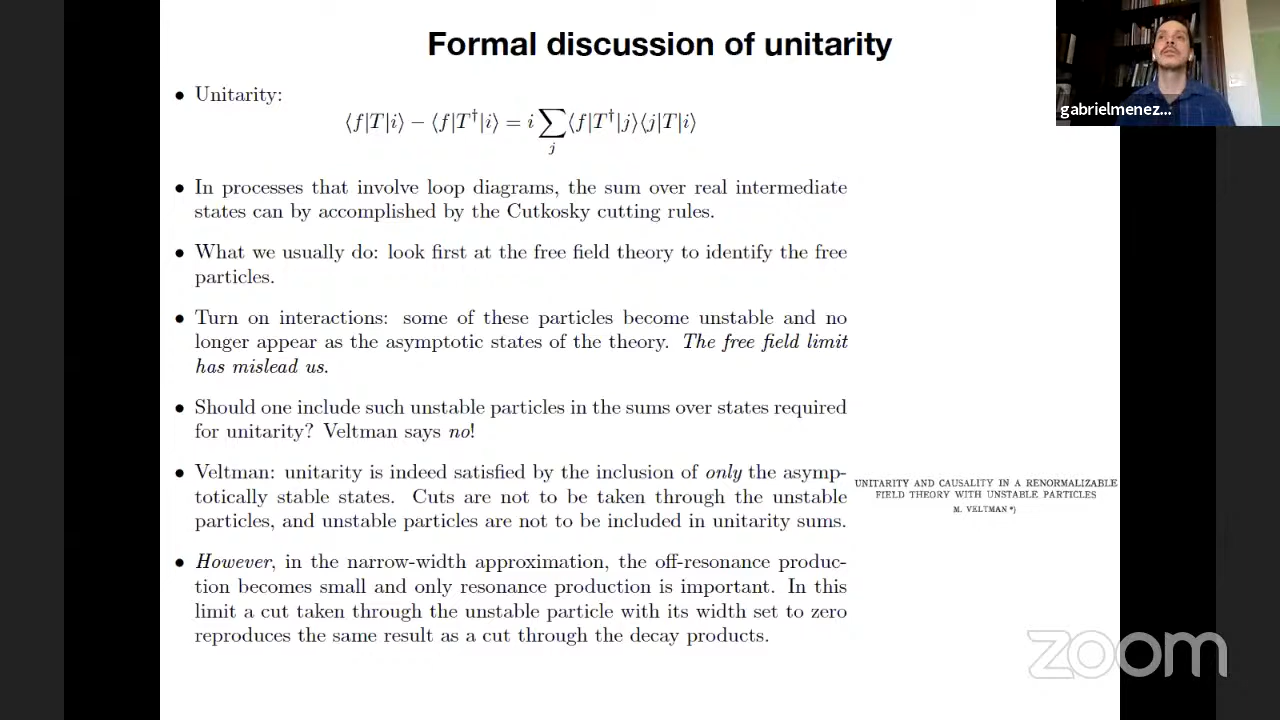 Formal discussion of unitarity
gabrielmenez...
• Unitarity:
⟨f|T|i⟩ − ⟨f|T†|i⟩ = i ∑_j ⟨f|T†|j⟩⟨j|T|i⟩
• In processes that involve loop diagrams, the sum over real intermediate
states can by accomplished by the Cutkosky cutting rules.
• What we usually do: look first at the free field theory to identify the free
particles.
• Turn on interactions: some of these particles become unstable and no
longer appear as the asymptotic states of the theory. The free field limit
has mislead us.
• Should one include such unstable particles in the sums over states required
for unitarity? Veltman says no!
• Veltman: unitarity is indeed satisfied by the inclusion of only the asymp-
totically stable states. Cuts are not to be taken through the unstable
particles, and unstable particles are not to be included in unitarity sums.
UNITARITY AND CAUSALITY IN A RENORMALIZABLE
FIELD THEORY WITH UNSTABLE PARTICLES
M. VELTMAN *)
• However, in the narrow-width approximation, the off-resonance produc-
tion becomes small and only resonance production is important. In this
limit a cut taken through the unstable particle with its width set to zero
reproduces the same result as a cut through the decay products.
zoom